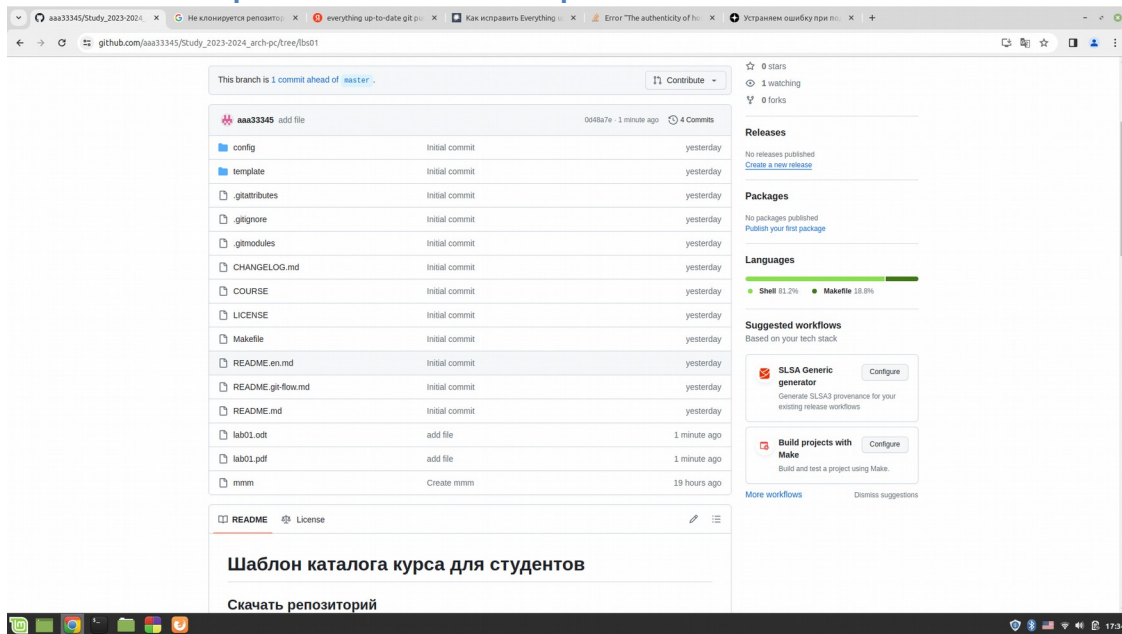 aaa33345/Study_2023-2024_
Не клонируется репозитор
everything up-to-date git pu
Как исправить Everything u
Error "The authenticity of ho
Устраняем ошибку при по
github.com/aaa33345/Study_2023-2024_arch-pc/tree/lbs01
This branch is 1 commit ahead of master .
Contribute
aaa33345 add file 0d48a7e · 1 minute ago 4 Commits
config Initial commit yesterday
template Initial commit yesterday
.gitattributes Initial commit yesterday
.gitignore Initial commit yesterday
.gitmodules Initial commit yesterday
CHANGELOG.md Initial commit yesterday
COURSE Initial commit yesterday
LICENSE Initial commit yesterday
Makefile Initial commit yesterday
README.en.md Initial commit yesterday
README.git-flow.md Initial commit yesterday
README.md Initial commit yesterday
lab01.odt add file 1 minute ago
lab01.pdf add file 1 minute ago
mmm Create mmm 19 hours ago
README License
Шаблон каталога курса для студентов
Скачать репозиторий
0 stars
1 watching
0 forks
Releases
No releases published
Create a new release
Packages
No packages published
Publish your first package
Languages
Shell 81.2% Makefile 18.8%
Suggested workflows
Based on your tech stack
SLSA Generic
generator
Configure
Generate SLSA3 provenance for your
existing release workflows
Build projects with
Make
Configure
Build and test a project using Make.
More workflows Dismiss suggestions